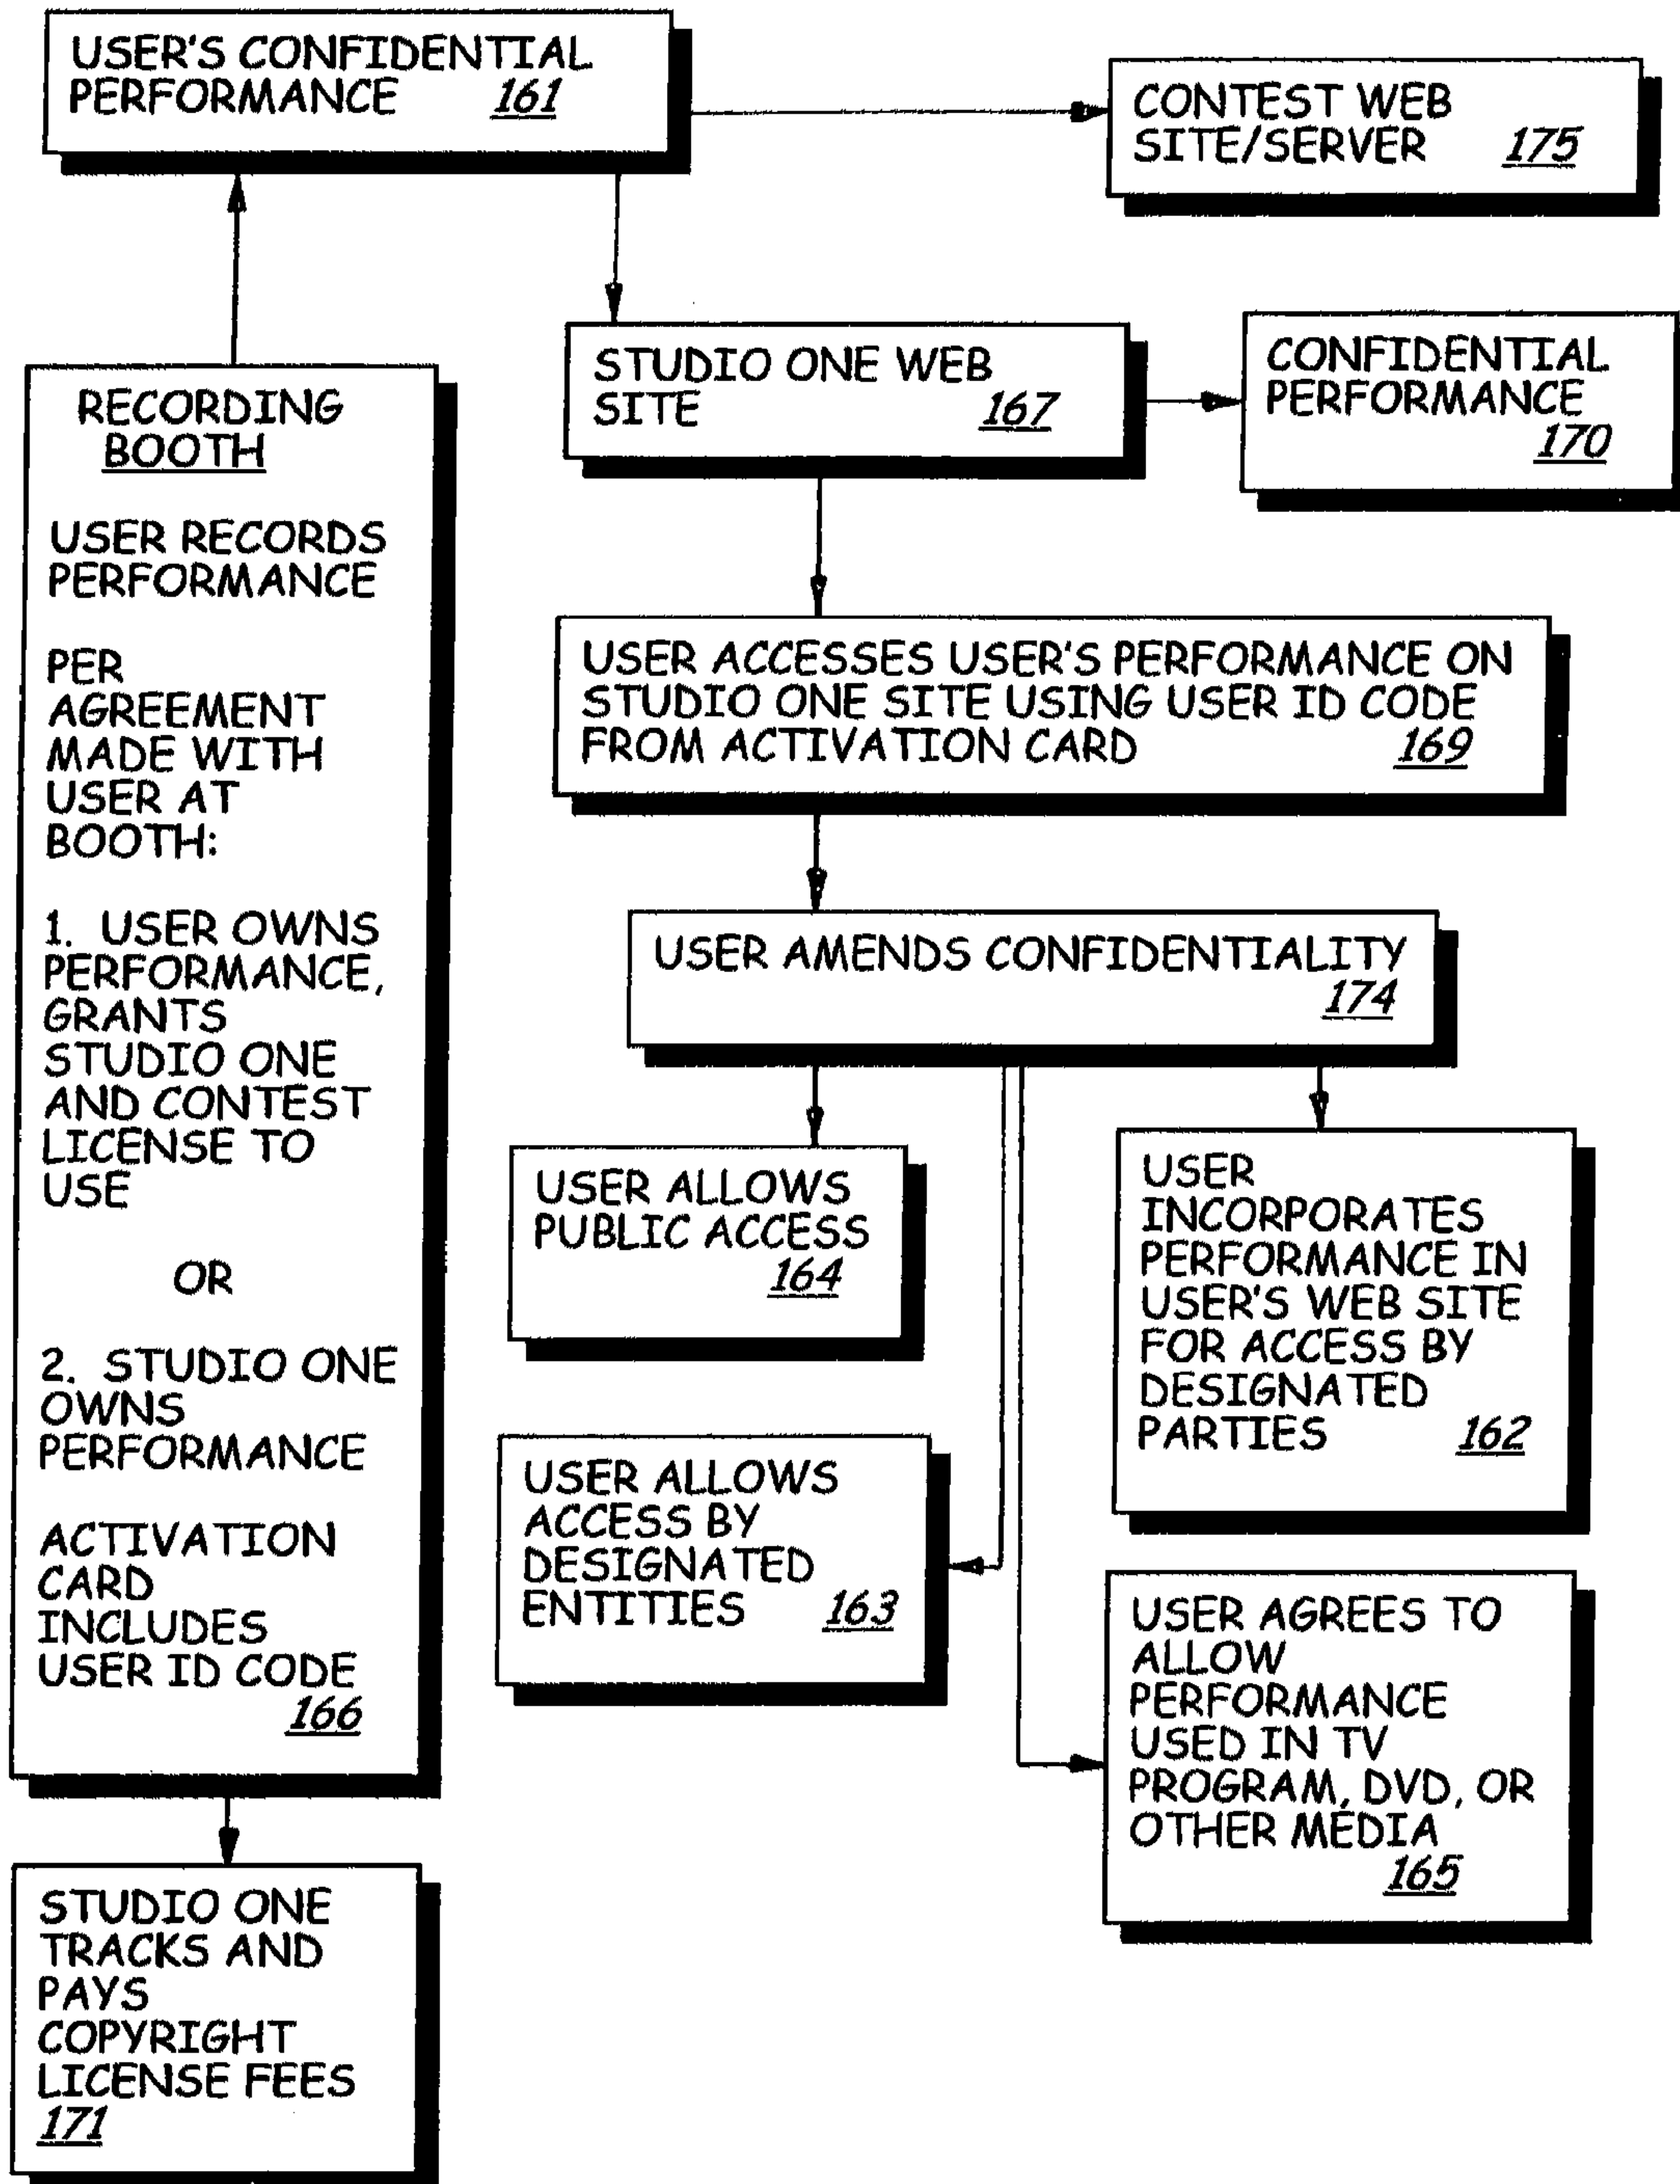 USER'S CONFIDENTIAL
PERFORMANCE 161
CONTEST WEB
SITE/SERVER 175
STUDIO ONE WEB
SITE 167
CONFIDENTIAL
PERFORMANCE
170
RECORDING
BOOTH
USER RECORDS
PERFORMANCE
PER
AGREEMENT
MADE WITH
USER AT
BOOTH:
1. USER OWNS
PERFORMANCE,
GRANTS
STUDIO ONE
AND CONTEST
LICENSE TO
USE
OR
2. STUDIO ONE
OWNS
PERFORMANCE
ACTIVATION
CARD
INCLUDES
USER ID CODE
166
USER ACCESSES USER'S PERFORMANCE ON
STUDIO ONE SITE USING USER ID CODE
FROM ACTIVATION CARD 169
USER AMENDS CONFIDENTIALITY
174
USER ALLOWS
PUBLIC ACCESS
164
USER
INCORPORATES
PERFORMANCE IN
USER'S WEB SITE
FOR ACCESS BY
DESIGNATED
PARTIES 162
USER ALLOWS
ACCESS BY
DESIGNATED
ENTITIES 163
USER AGREES TO
ALLOW
PERFORMANCE
USED IN TV
PROGRAM, DVD, OR
OTHER MEDIA
165
STUDIO ONE
TRACKS AND
PAYS
COPYRIGHT
LICENSE FEES
171